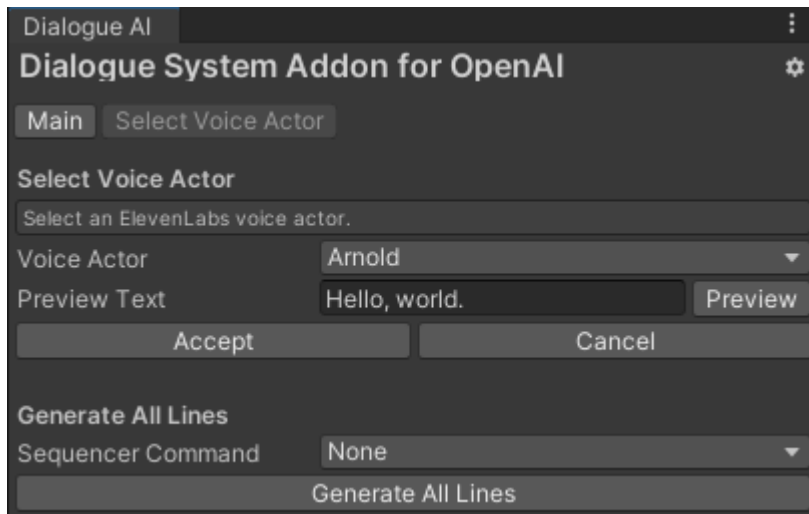 Dialogue AI
Dialogue System Addon for OpenAI
Main Select Voice Actor
Select Voice Actor
Select an ElevenLabs voice actor.
Voice Actor Arnold
Preview Text Hello, world. Preview
Accept Cancel
Generate All Lines
Sequencer Command None
Generate All Lines